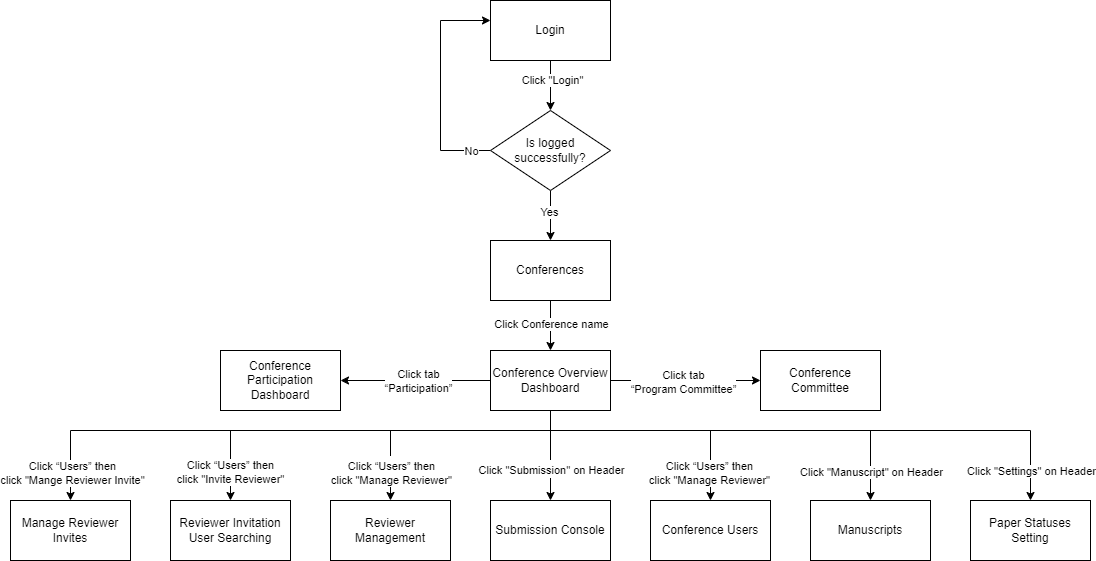 Login
Click "Login"
Is logged
successfully?
No
Yes
Conferences
Click Conference name
Conference
Participation
Dashboard
Click tab
“Participation”
Conference Overview
Dashboard
Click tab
“Program Committee”
Conference
Committee
Click “Users” then
click "Mange Reviewer Invite"
Click “Users” then
click "Invite Reviewer"
Click “Users” then
click "Manage Reviewer"
Click "Submission" on Header
Click “Users” then
click "Manage Reviewer"
Click "Manuscript" on Header
Click "Settings" on Header
Manage Reviewer
Invites
Reviewer Invitation
User Searching
Reviewer
Management
Submission Console
Conference Users
Manuscripts
Paper Statuses
Setting